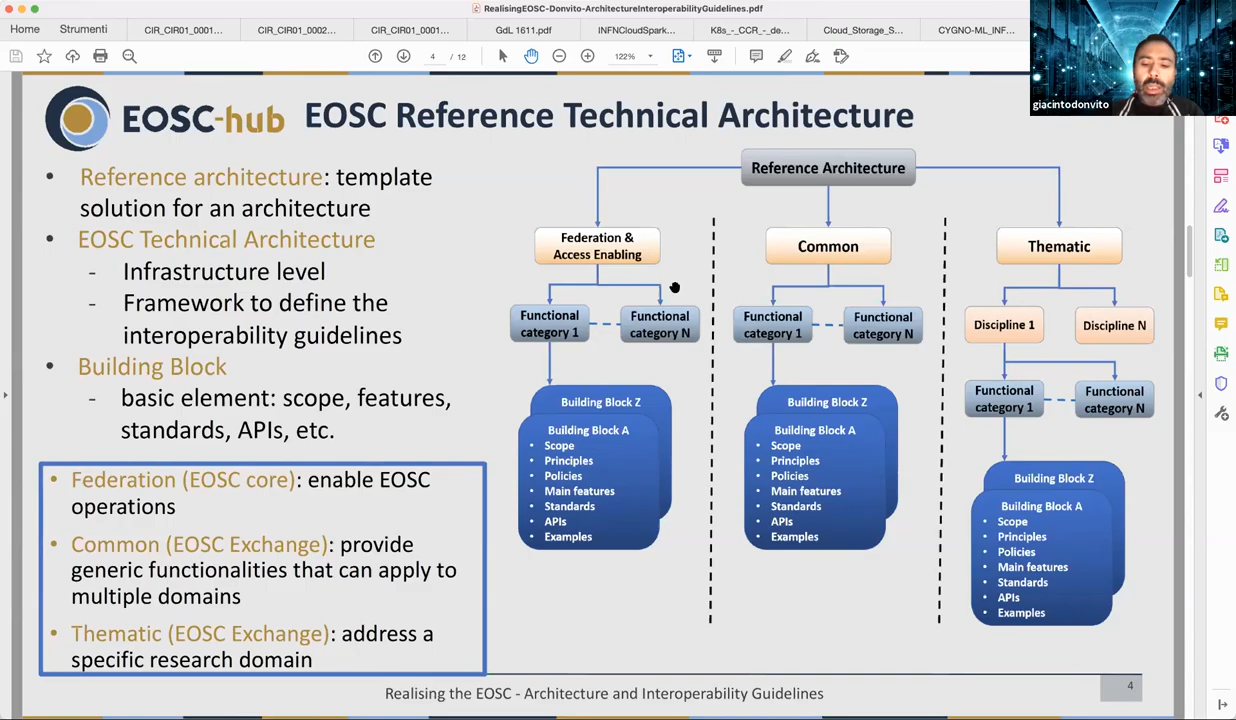 RealisingEOSC-Donvito-ArchitectureInteroperabilityGuidelines.pdf
Home
Strumenti
CIR_CIR01_0001...
CIR_CIR01_0002...
CIR_CIR01_0001...
GdL 1611.pdf
INFNCloudSpark...
K8s_-_CCR_-_de...
Cloud_Storage_S...
CYGNO-ML_INF...
4 / 12
122%
giacintodonvito
EOSC-hub
EOSC Reference Technical Architecture
• Reference architecture: template
solution for an architecture
• EOSC Technical Architecture
- Infrastructure level
- Framework to define the
interoperability guidelines
• Building Block
- basic element: scope, features,
standards, APIs, etc.
• Federation (EOSC core): enable EOSC
operations
• Common (EOSC Exchange): provide
generic functionalities that can apply to
multiple domains
• Thematic (EOSC Exchange): address a
specific research domain
Reference Architecture
Federation &
Access Enabling
Functional
category 1
Functional
category N
Building Block Z
Building Block A
• Scope
• Principles
• Policies
• Main features
• Standards
• APIs
• Examples
Common
Functional
category 1
Functional
category N
Building Block Z
Building Block A
• Scope
• Principles
• Policies
• Main features
• Standards
• APIs
• Examples
Thematic
Discipline 1
Discipline N
Functional
category 1
Functional
category N
Building Block Z
Building Block A
• Scope
• Principles
• Policies
• Main features
• Standards
• APIs
• Examples
Realising the EOSC - Architecture and Interoperability Guidelines
4